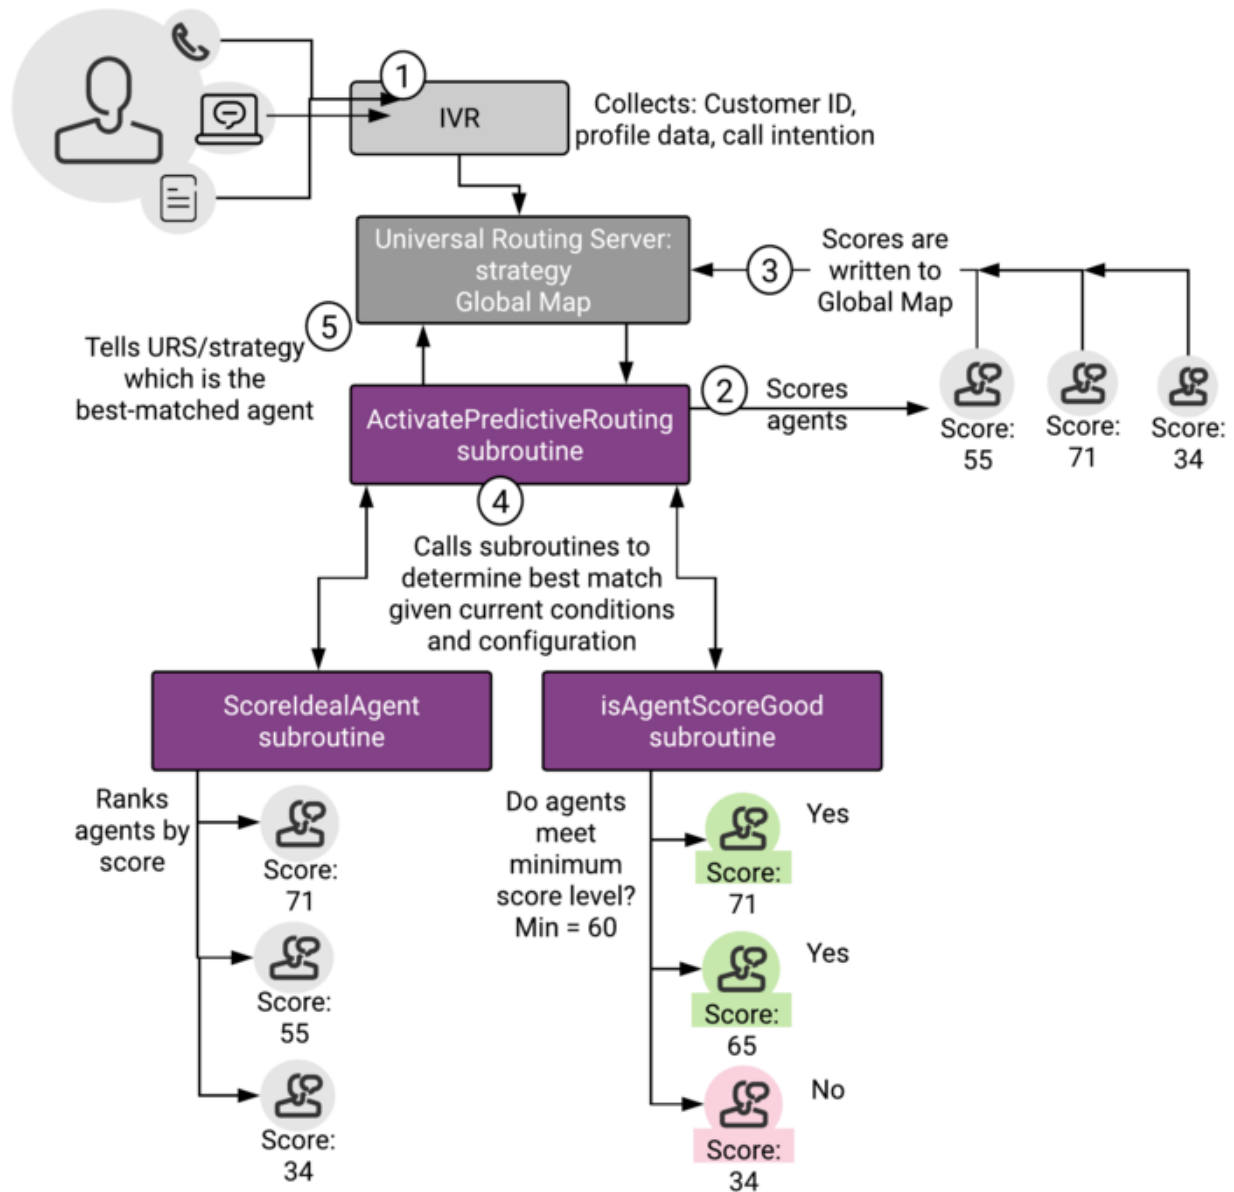 1
IVR
Collects: Customer ID,
profile data, call intention
Universal Routing Server:
strategy
Global Map
3
Scores are
written to
Global Map
5
Tells URS/strategy
which is the
best-matched agent
ActivatePredictiveRouting
subroutine
2
Scores
agents
Score:
55
Score:
71
Score:
34
4
Calls subroutines to
determine best match
given current conditions
and configuration
ScoreIdealAgent
subroutine
isAgentScoreGood
subroutine
Ranks
agents by
score
Score:
71
Score:
55
Score:
34
Do agents
meet
minimum
score level?
Min = 60
Yes
Score:
71
Yes
Score:
65
No
Score:
34